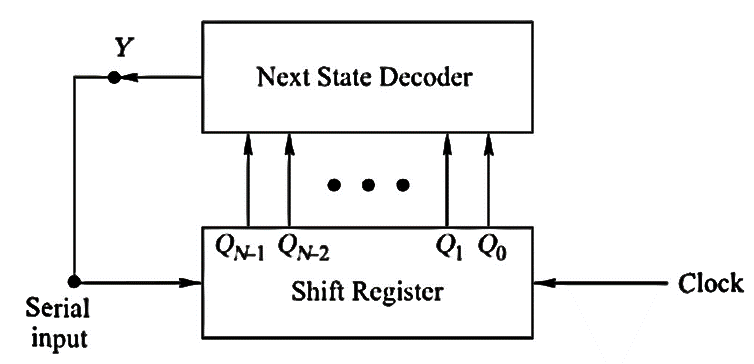 Y
Next State Decoder
Q_{N-1} Q_{N-2} Q_1 Q_0
Shift Register
Clock
Serial
input